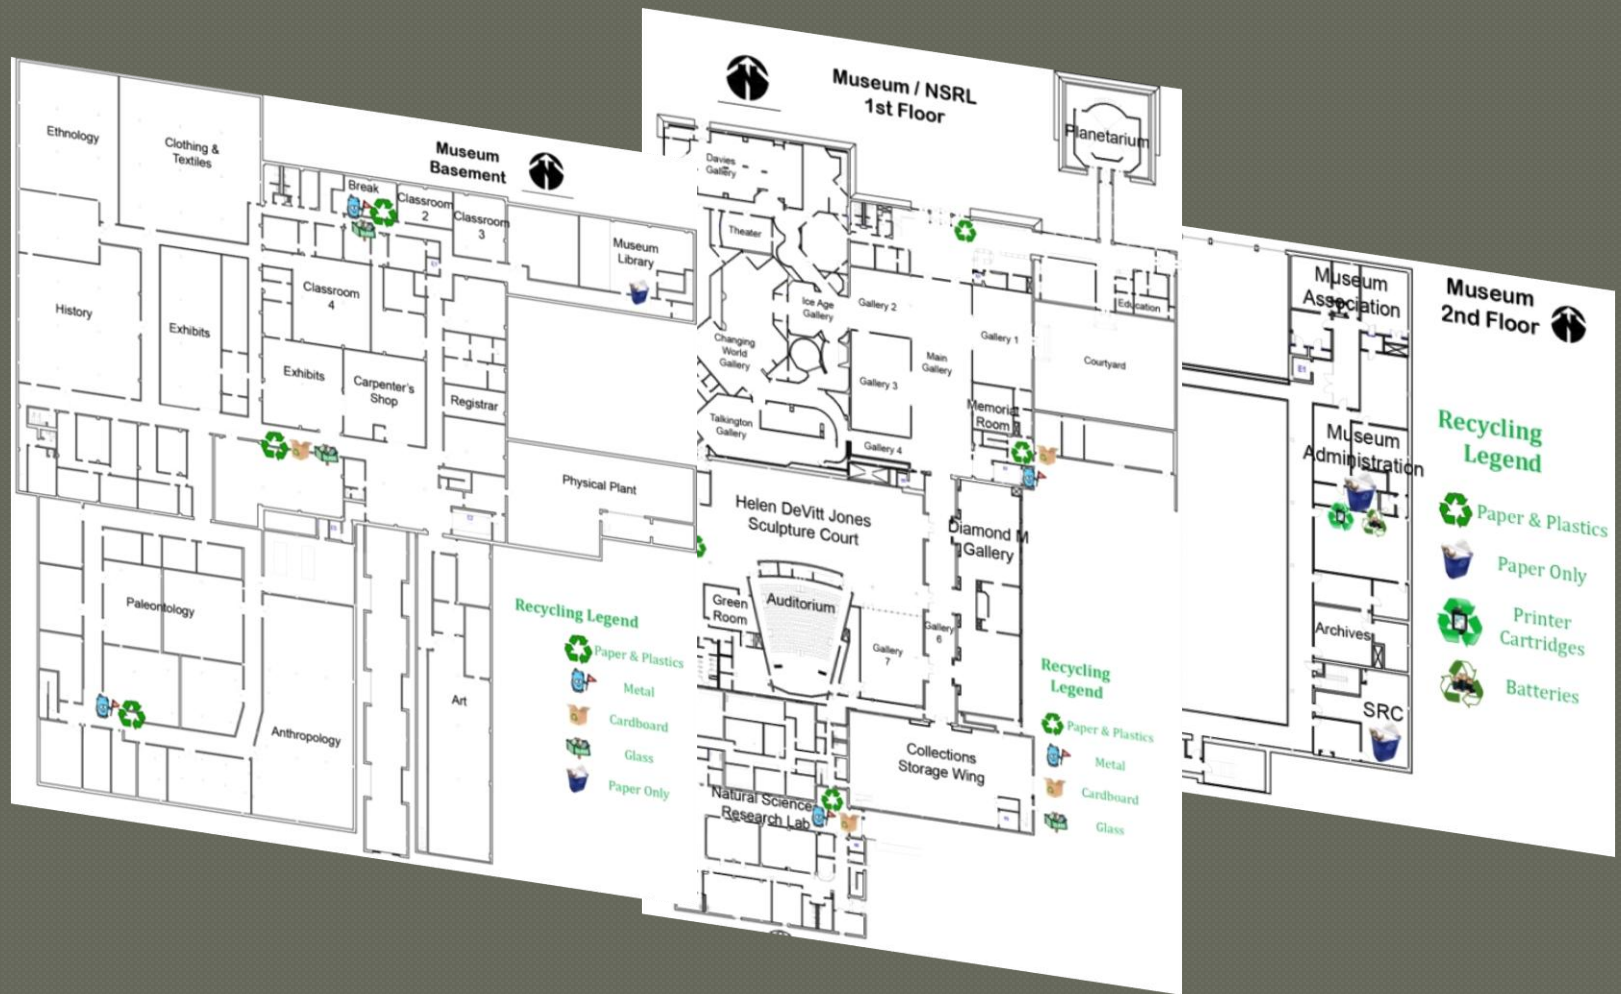 Museum
Basement
Ethnology
Clothing &
Textiles
Break
Classroom
2
Classroom
3
Museum
Library
History
Exhibits
Classroom
4
Exhibits
Carpenter's
Shop
Registrar
Physical Plant
Paleontology
Anthropology
Art
Recycling Legend
Paper & Plastics
Metal
Cardboard
Glass
Paper Only
Museum / NSRL
1st Floor
Planetarium
Davies
Gallery
Theater
Ice Age
Gallery
Gallery 2
Education
Changing
World
Gallery
Main
Gallery
Gallery 1
Courtyard
Gallery 3
Talkington
Gallery
Memorial
Room
Gallery 4
Helen DeVitt Jones
Sculpture Court
Diamond M
Gallery
Green
Room
Auditorium
Gallery
6
Gallery
7
Collections
Storage Wing
Natural Science
Research Lab
Recycling
Legend
Paper & Plastics
Metal
Cardboard
Glass
Museum
2nd Floor
Museum
Association
E1
Museum
Administration
Archives
SRC
Recycling
Legend
Paper & Plastics
Paper Only
Printer
Cartridges
Batteries